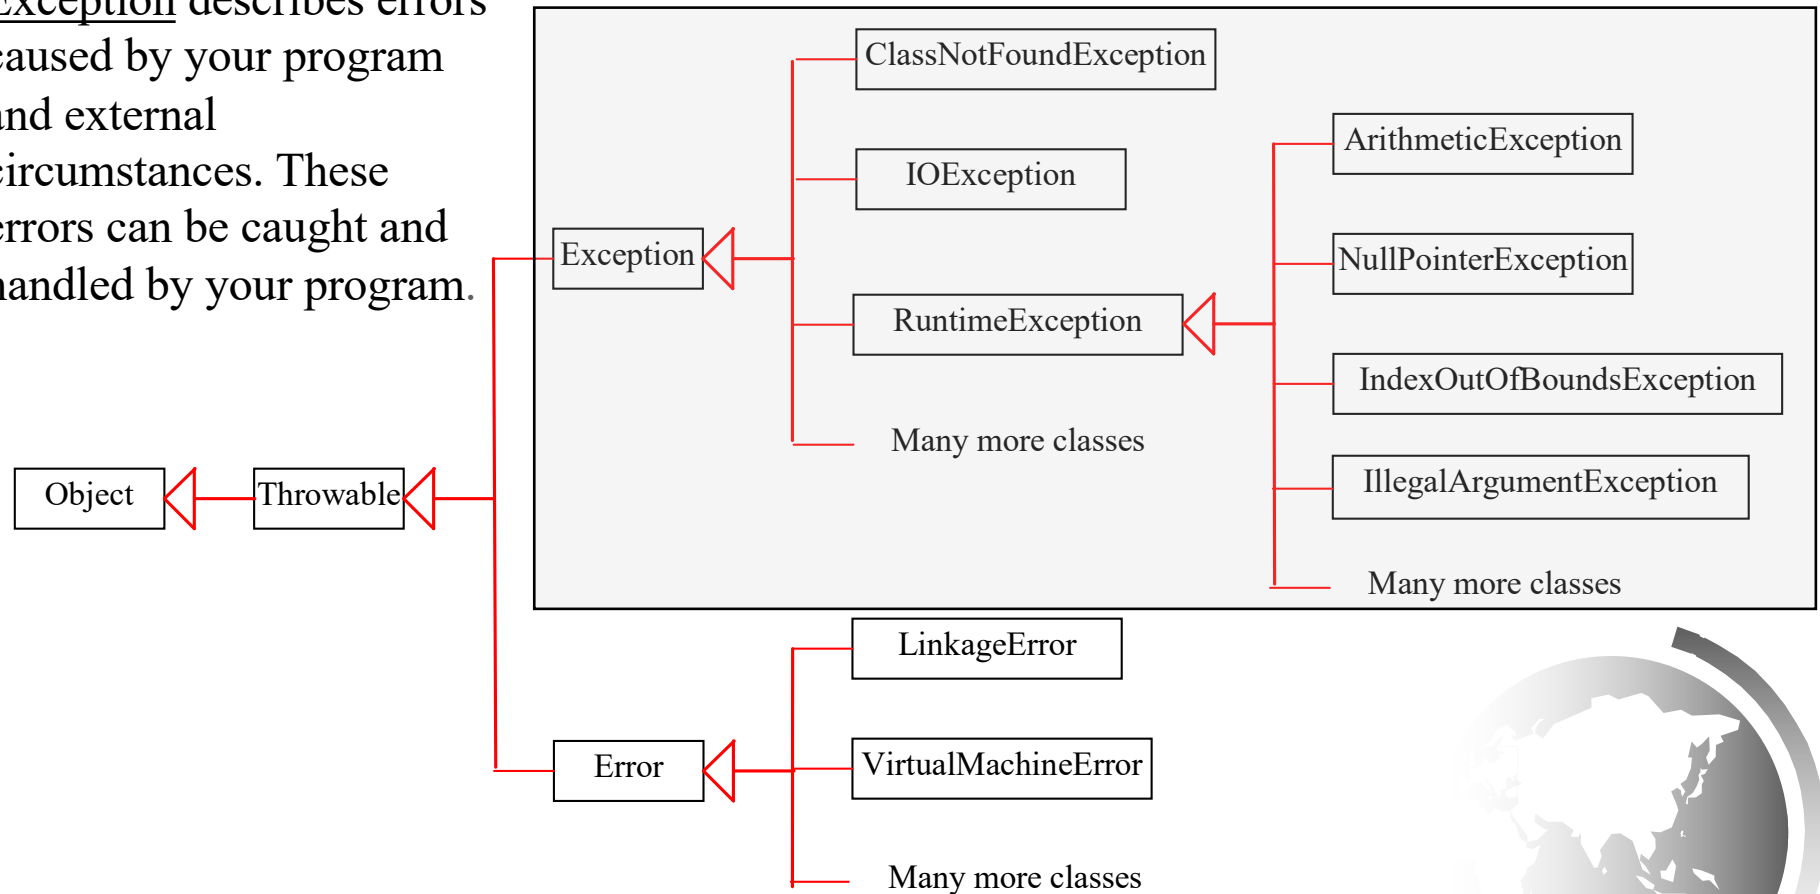 Exception describes errors
caused by your program
and external
circumstances. These
errors can be caught and
handled by your program.
ClassNotFoundException
IOException
Exception
RuntimeException
Many more classes
ArithmeticException
NullPointerException
IndexOutOfBoundsException
IllegalArgumentException
Many more classes
Object
Throwable
LinkageError
Error
VirtualMachineError
Many more classes